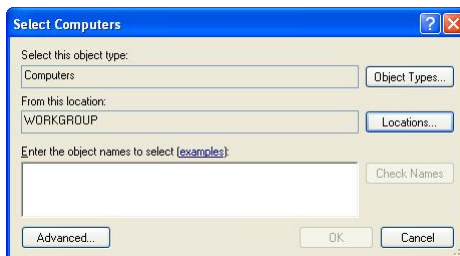 Select Computers
Select this object type:
Computers
Object Types...
From this location:
WORKGROUP
Locations...
Enter the object names to select (examples):
Check Names
Advanced...
OK
Cancel